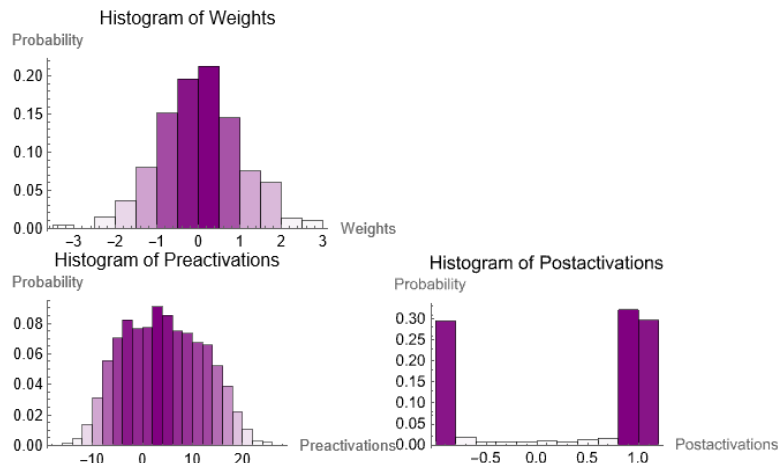 Histogram of Weights
Probability
0.20
0.15
0.10
0.05
0.00
−3 −2 −1 0 1 2 3
Weights
Histogram of Preactivations
Probability
0.08
0.06
0.04
0.02
0.00
−10 0 10 20
Preactivations
Histogram of Postactivations
Probability
0.30
0.25
0.20
0.15
0.10
0.05
0.00
−0.5 0.0 0.5 1.0
Postactivations